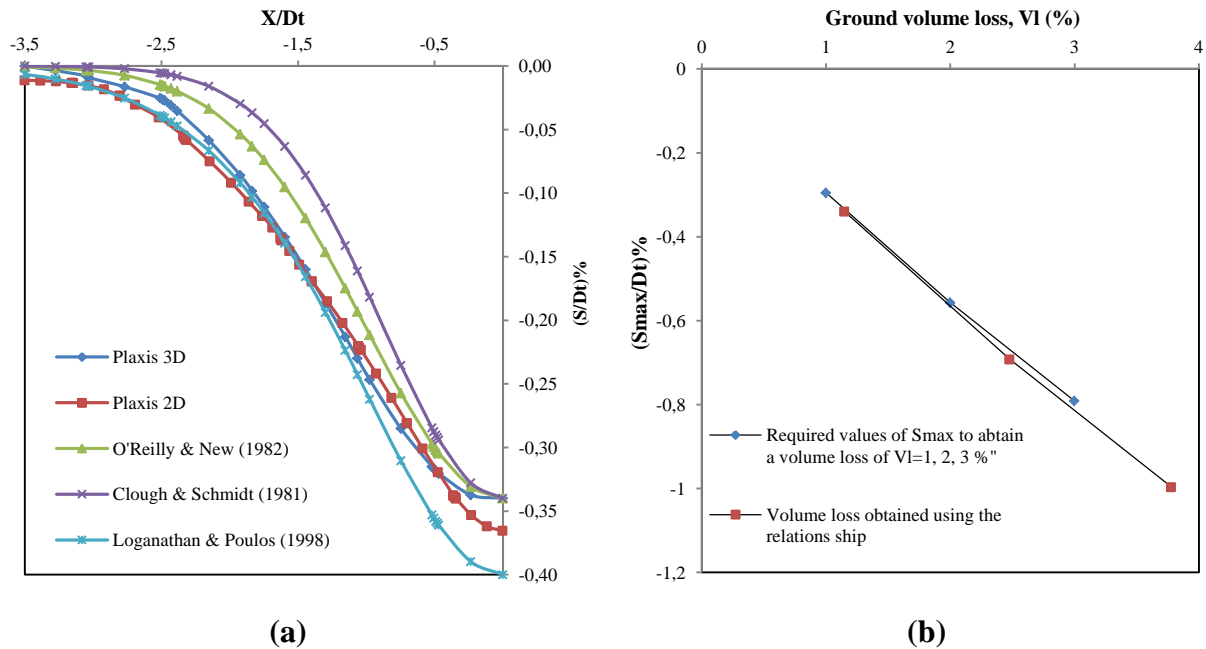 X/Dt
-3,5 -2,5 -1,5 -0,5
0,00
-0,05
-0,10
-0,15
-0,20
-0,25
-0,30
-0,35
-0,40
(S/Dt)%
Plaxis 3D
Plaxis 2D
O'Reilly & New (1982)
Clough & Schmidt (1981)
Loganathan & Poulos (1998)
(a)
Ground volume loss, Vl (%)
0 1 2 3 4
0
-0,2
-0,4
-0,6
-0,8
-1
-1,2
(Smax/Dt)%
Required values of Smax to abtain
a volume loss of Vl=1, 2, 3 %"
Volume loss obtained using the
relations ship
(b)